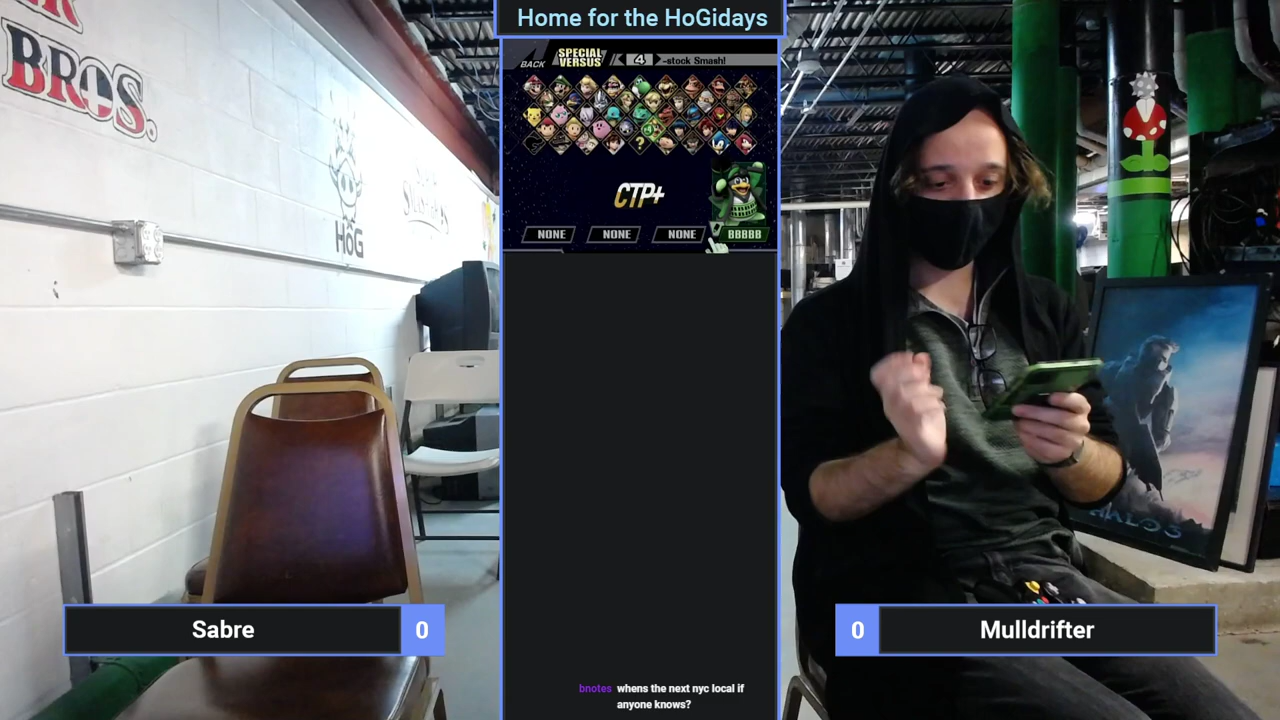 Home for the HoGidays
BACK
SPECIAL VERSUS
4 -stock Smash!
BROS.
HoG
CTP+
NONE NONE NONE BBBBB
HALO 3
Sabre 0
0 Mulldrifter
bnotes whens the next nyc local if
anyone knows?